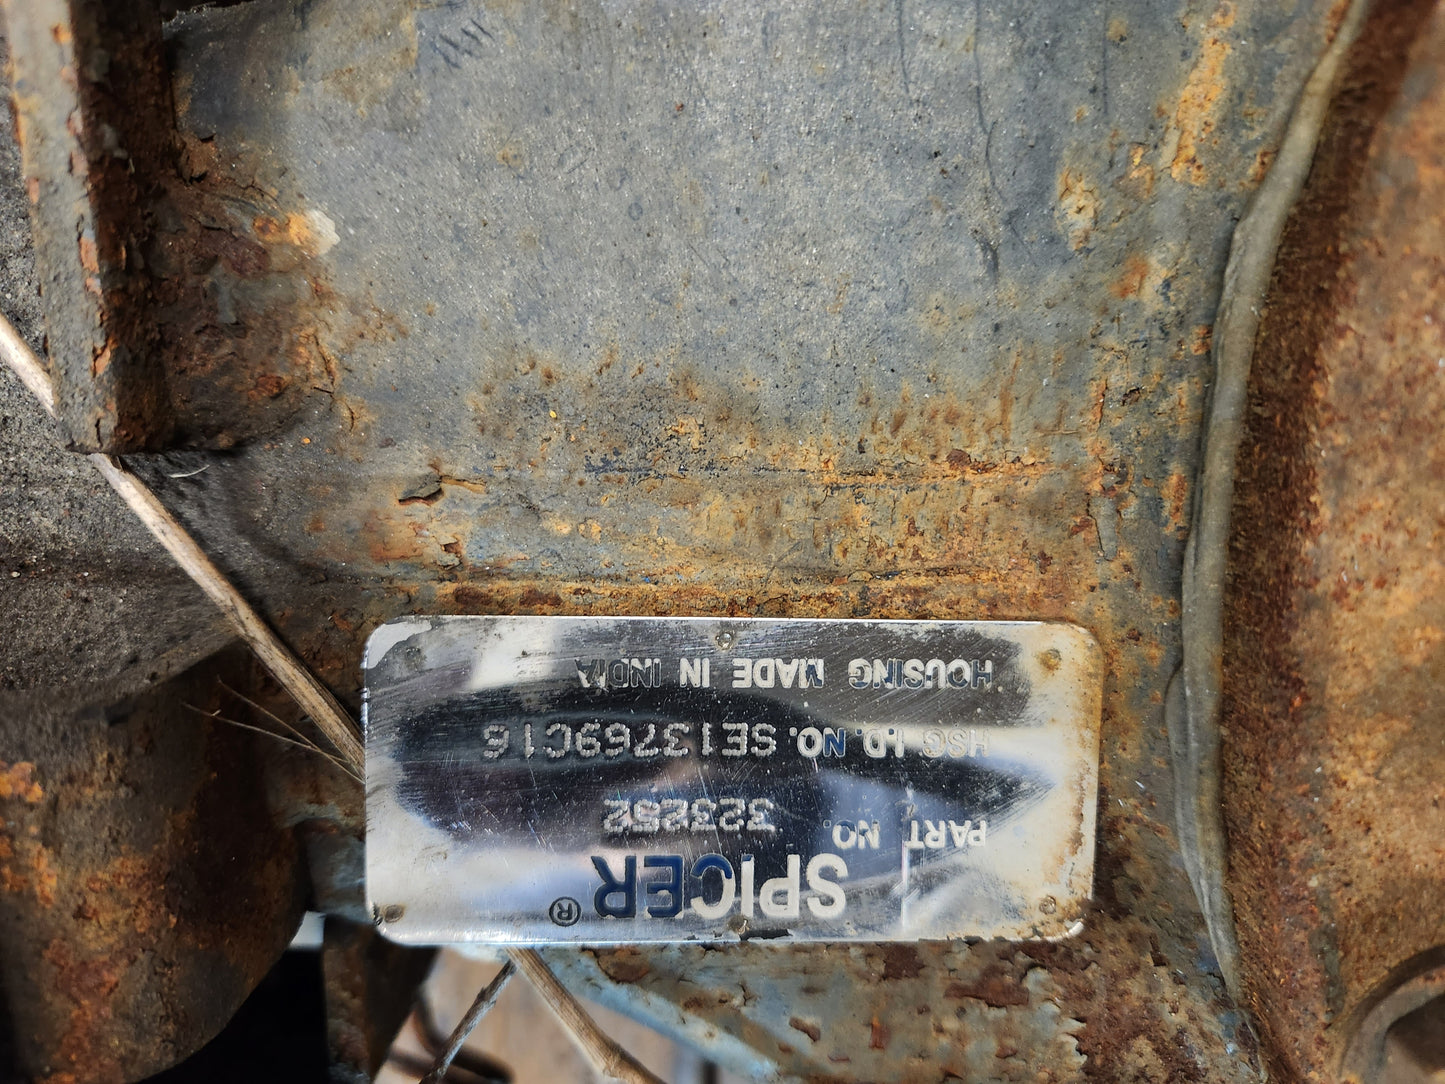 SPICER®
PART NO. 323252
HSG I.D. NO. SE13769C16
HOUSING MADE IN INDIA